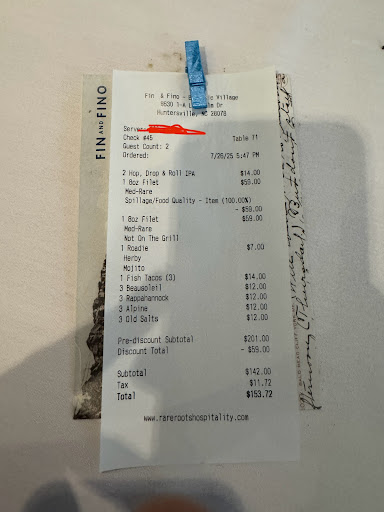 FIN AND FINO
Fin & Fino - Village
9530 Dr
Huntersville, NC 28078
Check #45 Table 71
Guest Count: 2
Ordered: 7/26/25 5:47 PM
2 Hop, Drop & Roll IPA $14.00
1 8oz Filet $59.00
Med-Rare
Spillage/Food Quality - Item (100.00%)
- $59.00
1 8oz Filet $59.00
Med-Rare
Not On The Grill
1 Roadie $7.00
Herby
Mojito
1 Fish Tacos (3) $14.00
3 Beausoleil $12.00
3 Rappahannock $12.00
3 Alpine $12.00
3 Old Salts $12.00
Pre-discount Subtotal $201.00
Discount Total - $59.00
Subtotal $142.00
Tax $11.72
Total $153.72
www.rarerootshospitality.com